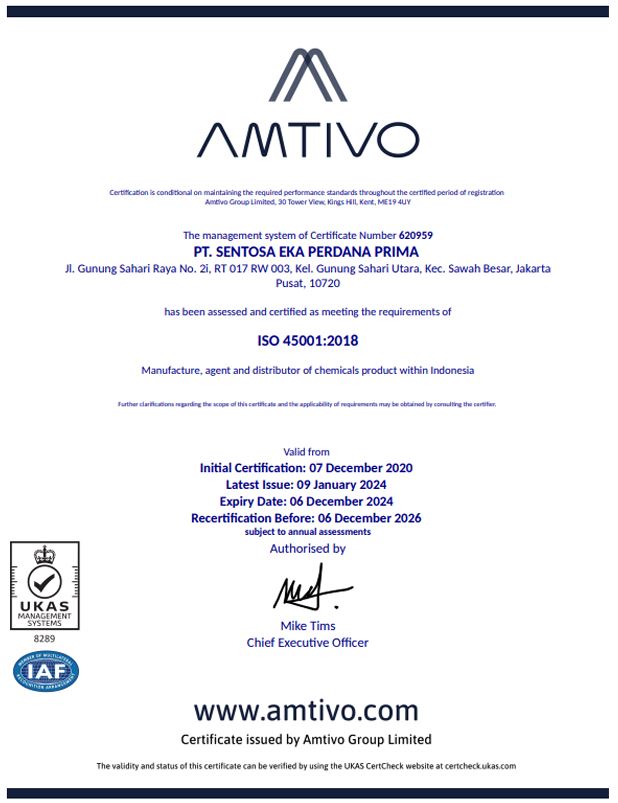 AMTIVO
Certification is conditional on maintaining the required performance standards throughout the certified period of registration
Amtivo Group Limited, 30 Tower View, Kings Hill, Kent, ME19 4UY
The management system of Certificate Number 620959
PT. SENTOSA EKA PERDANA PRIMA
Jl. Gunung Sahari Raya No. 2i, RT 017 RW 003, Kel. Gunung Sahari Utara, Kec. Sawah Besar, Jakarta
Pusat, 10720
has been assessed and certified as meeting the requirements of
ISO 45001:2018
Manufacture, agent and distributor of chemicals product within Indonesia
Further clarifications regarding the scope of this certificate and the applicability of requirements may be obtained by consulting the certifier.
Valid from
Initial Certification: 07 December 2020
Latest Issue: 09 January 2024
Expiry Date: 06 December 2024
Recertification Before: 06 December 2026
subject to annual assessments
Authorised by
Mike Tims
Chief Executive Officer
UKAS
MANAGEMENT
SYSTEMS
8289
MEMBER OF MULTILATERAL
IAF
RECOGNITION ARRANGEMENT
www.amtivo.com
Certificate issued by Amtivo Group Limited
The validity and status of this certificate can be verified by using the UKAS CertCheck website at certcheck.ukas.com